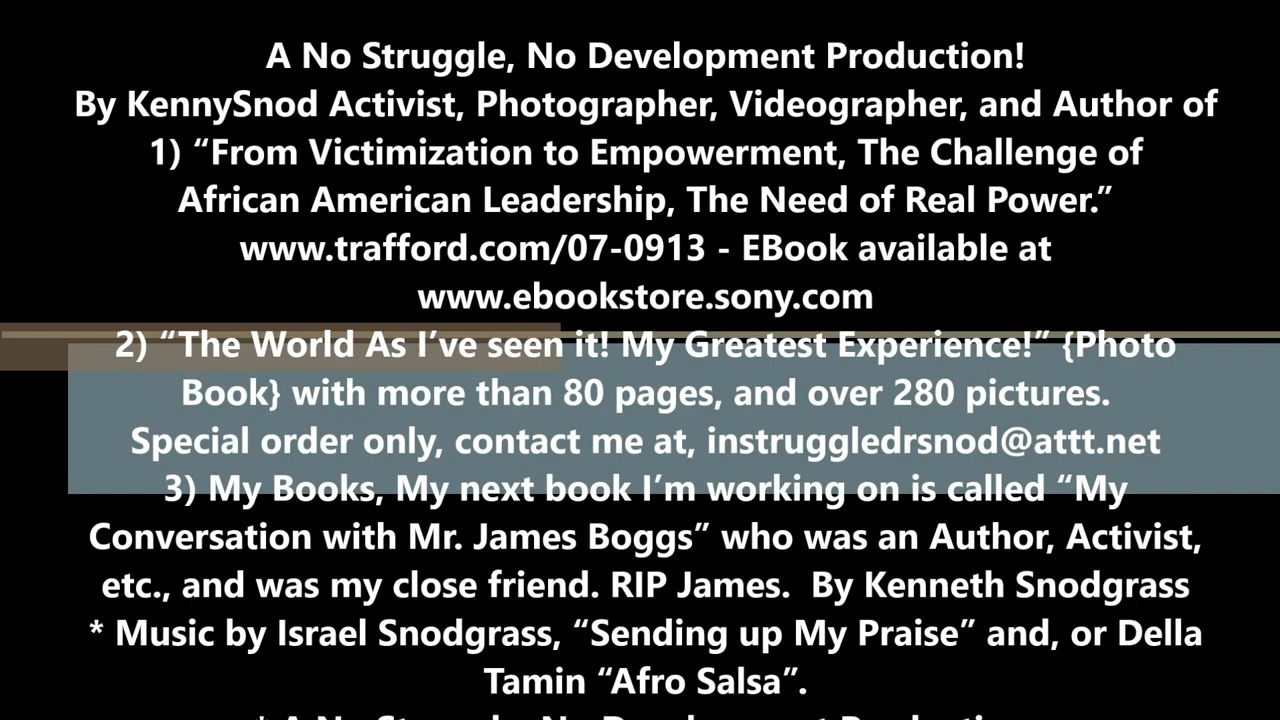 A No Struggle, No Development Production!
By KennySnod Activist, Photographer, Videographer, and Author of
1) “From Victimization to Empowerment, The Challenge of
African American Leadership, The Need of Real Power.”
www.trafford.com/07-0913 - EBook available at
www.ebookstore.sony.com
2) “The World As I’ve seen it! My Greatest Experience!” {Photo
Book} with more than 80 pages, and over 280 pictures.
Special order only, contact me at, instruggledrsnod@attt.net
3) My Books, My next book I’m working on is called “My
Conversation with Mr. James Boggs” who was an Author, Activist,
etc., and was my close friend. RIP James.  By Kenneth Snodgrass
* Music by Israel Snodgrass, “Sending up My Praise” and, or Della
Tamin “Afro Salsa”.
* A No Struggle, No Development